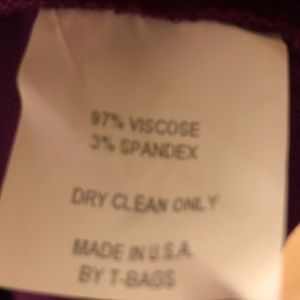 97% VISCOSE
3% SPANDEX
DRY CLEAN ONLY
MADE IN U.S.A
BY T-BAGS